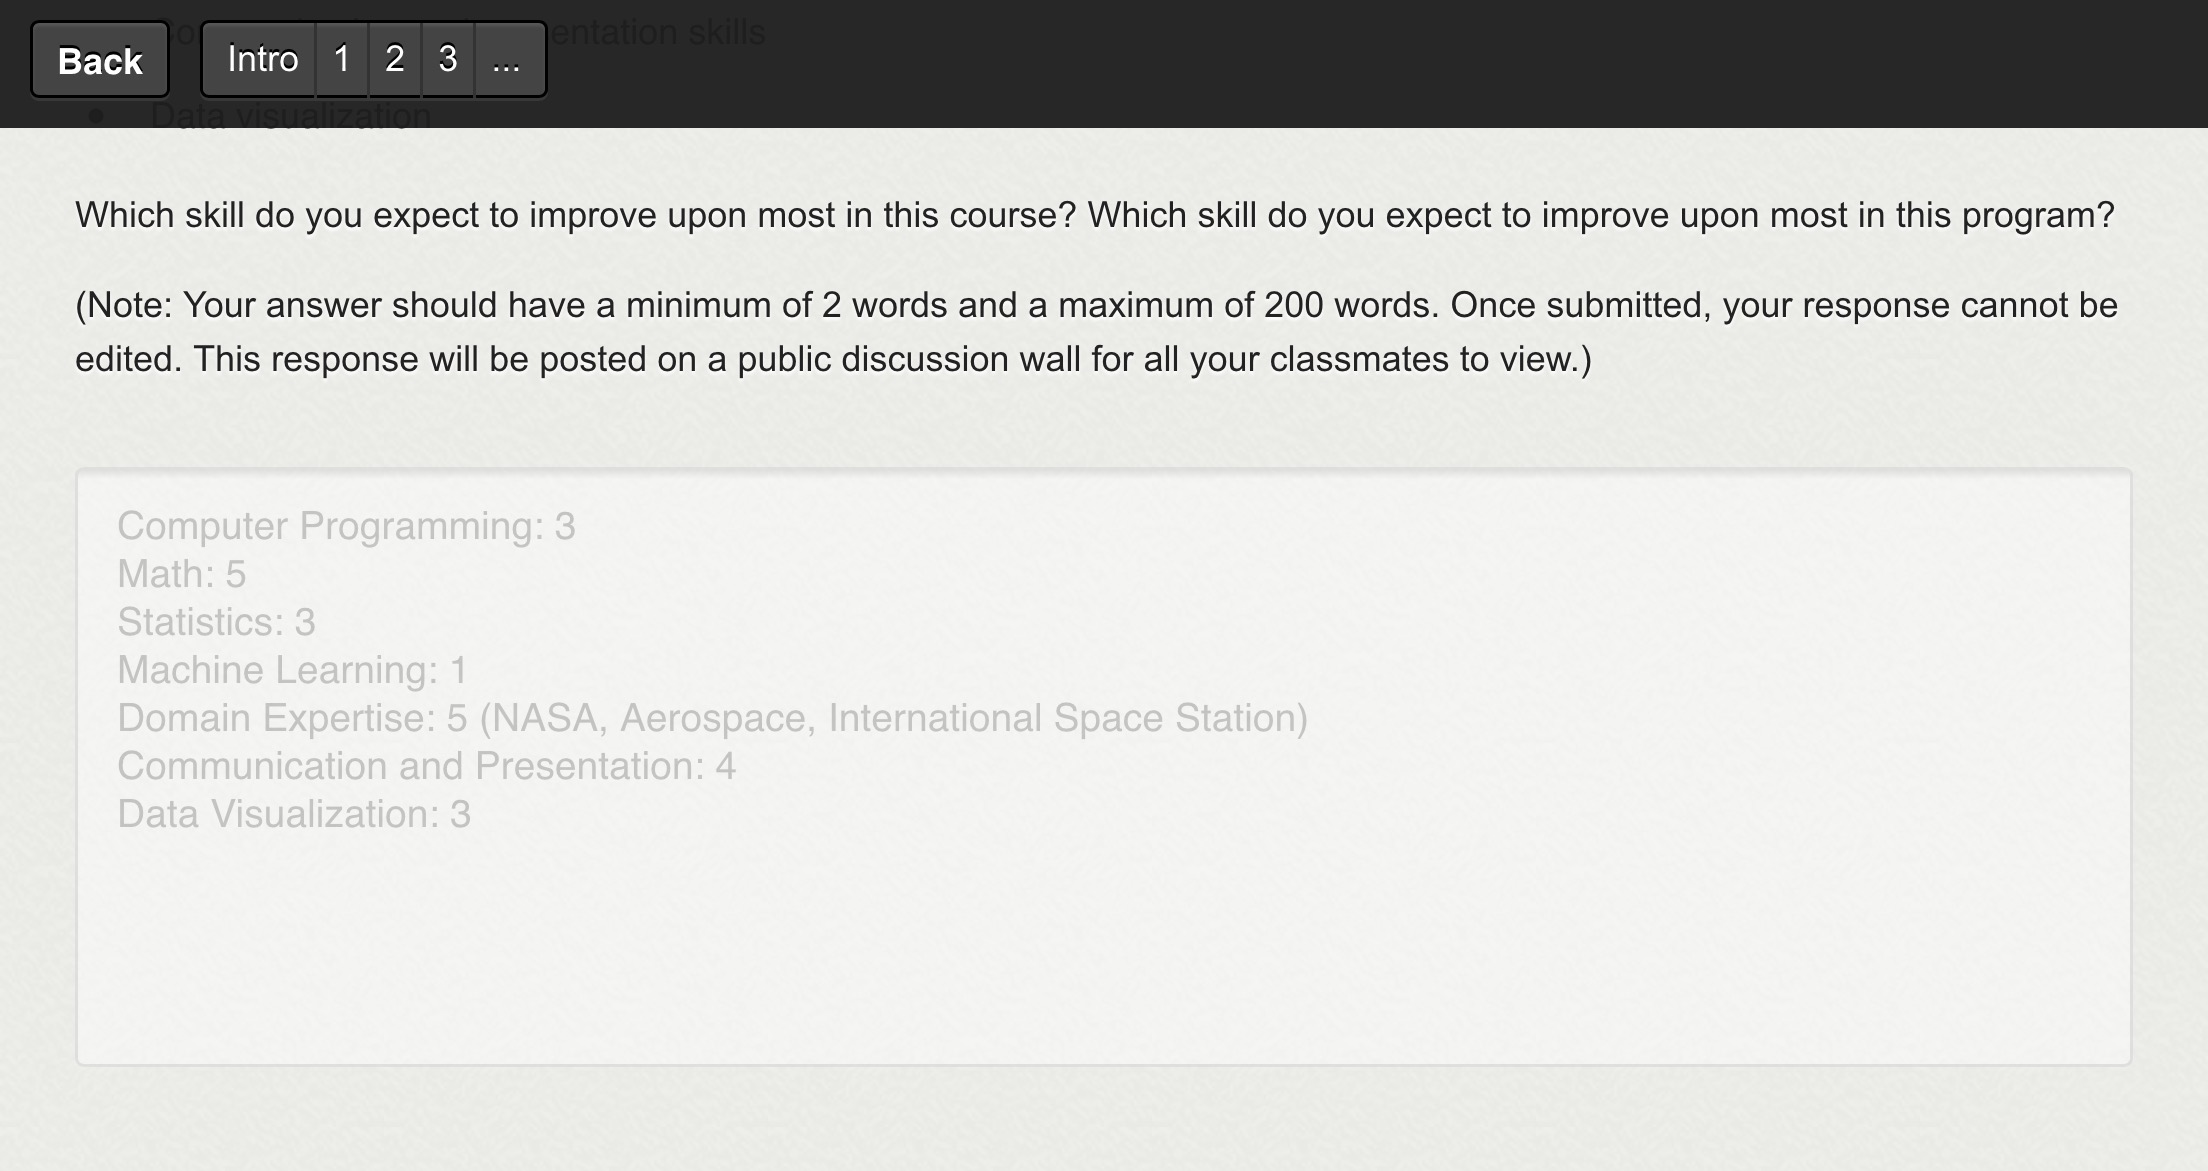 entation skills
Back Intro 1 2 3 ...
Data visualization
Which skill do you expect to improve upon most in this course? Which skill do you expect to improve upon most in this program?
(Note: Your answer should have a minimum of 2 words and a maximum of 200 words. Once submitted, your response cannot be
edited. This response will be posted on a public discussion wall for all your classmates to view.)
Computer Programming: 3
Math: 5
Statistics: 3
Machine Learning: 1
Domain Expertise: 5 (NASA, Aerospace, International Space Station)
Communication and Presentation: 4
Data Visualization: 3